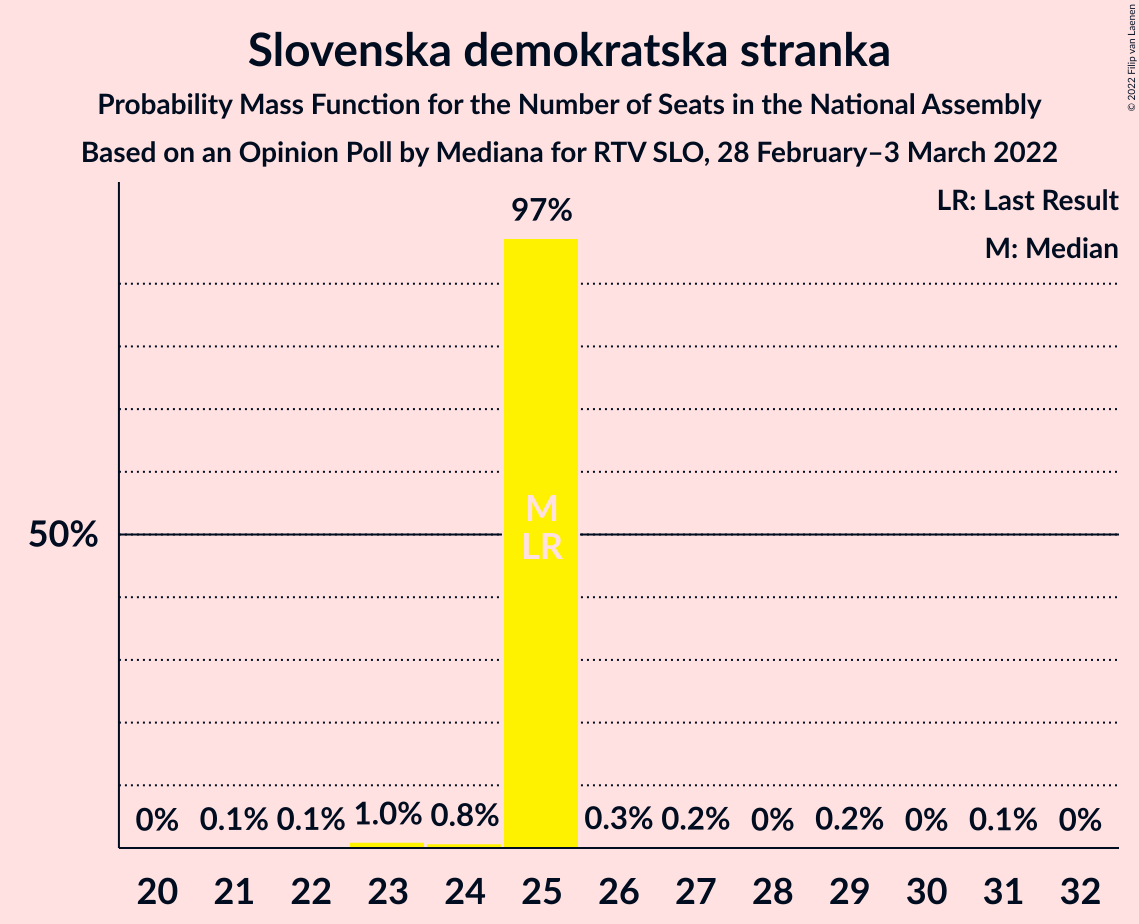 Slovenska demokratska stranka
Probability Mass Function for the Number of Seats in the National Assembly
Based on an Opinion Poll by Mediana for RTV SLO, 28 February–3 March 2022
© 2022 Filip van Laenen
LR: Last Result
M: Median
97%
50%
M
LR
0% 0.1% 0.1% 1.0% 0.8% 0.3% 0.2% 0% 0.2% 0% 0.1% 0%
20 21 22 23 24 25 26 27 28 29 30 31 32